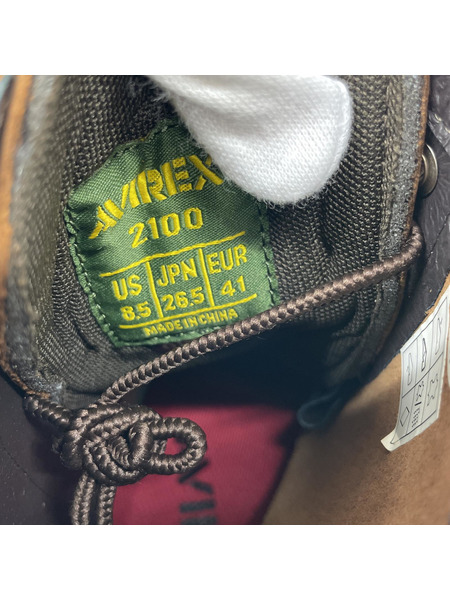 AVIREX
2100
US JPN EUR
8.5 26.5 41
MADE IN CHINA